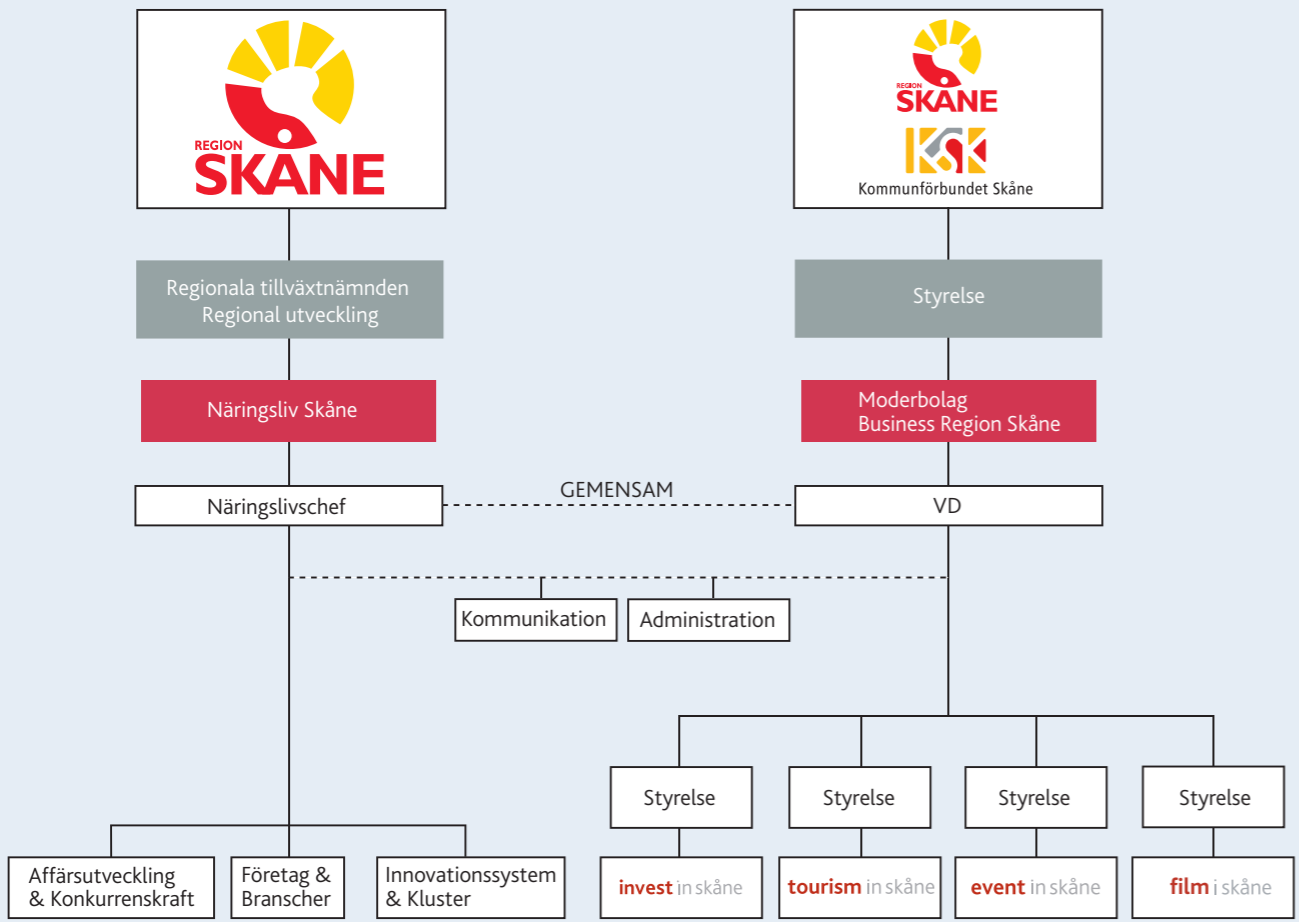 REGION
SKÅNE
REGION
SKÅNE
KSK
Kommunförbundet Skåne
Regionala tillväxtnämnden
Regional utveckling
Styrelse
Näringsliv Skåne
Moderbolag
Business Region Skåne
Näringslivschef
GEMENSAM
VD
Kommunikation
Administration
Styrelse
Styrelse
Styrelse
Styrelse
Affärsutveckling
& Konkurrenskraft
Företag &
Branscher
Innovationssystem
& Kluster
invest in skåne
tourism in skåne
event in skåne
film i skåne